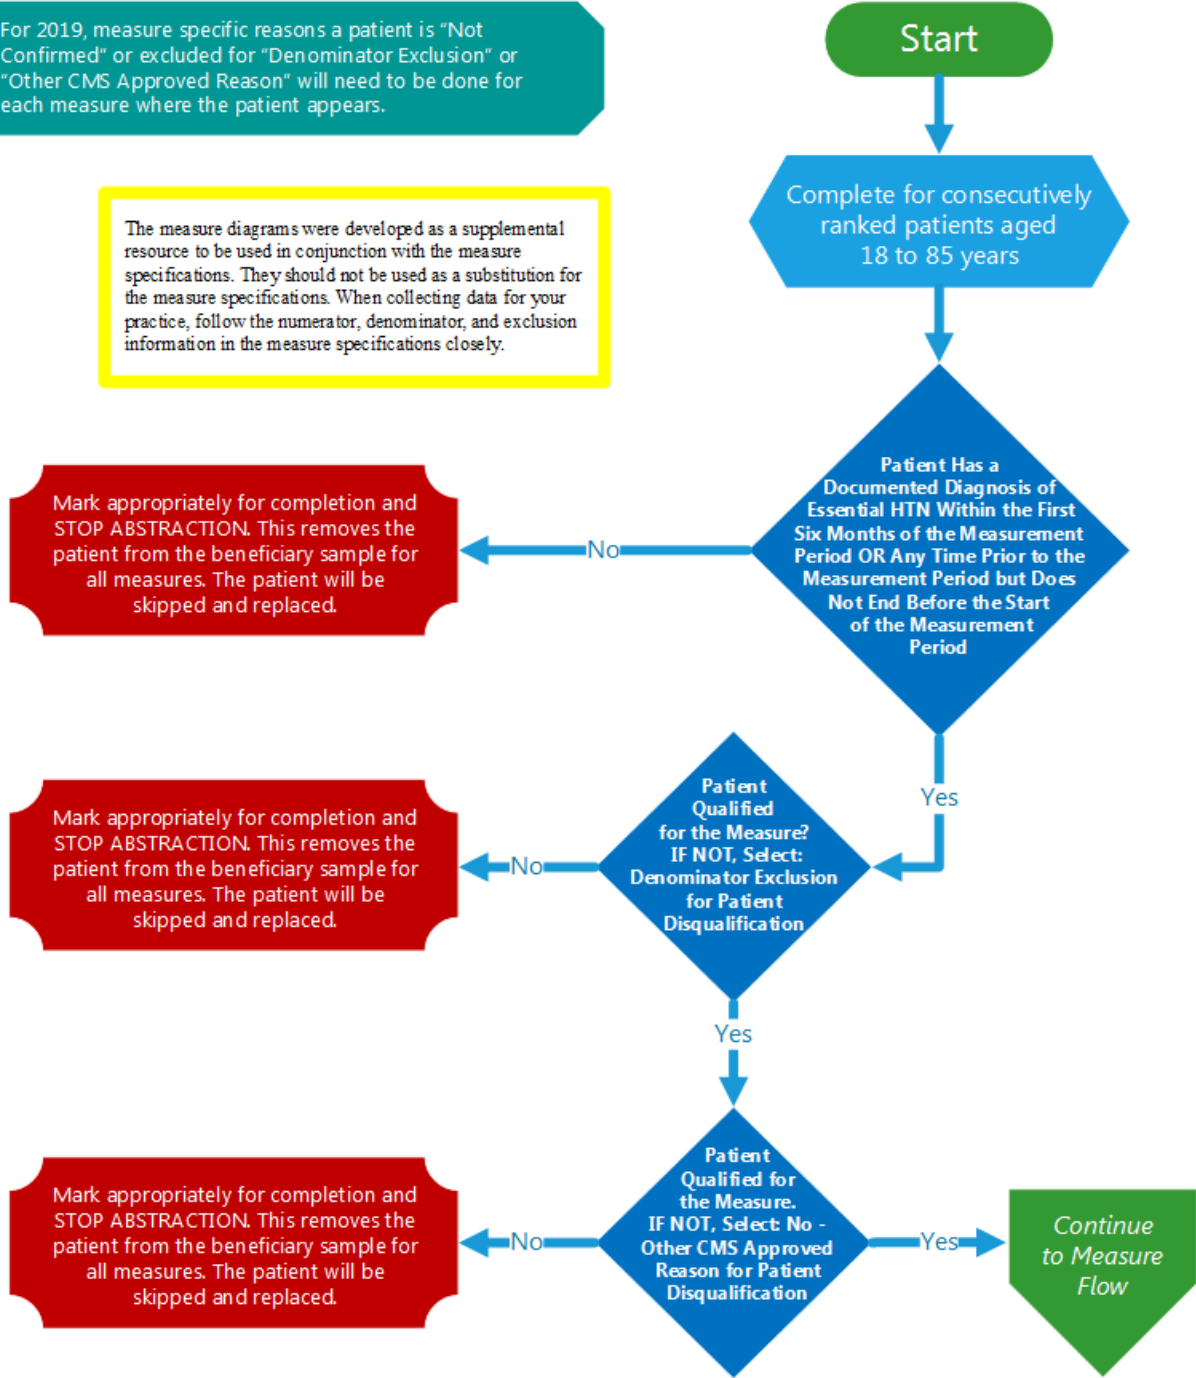 For 2019, measure specific reasons a patient is “Not
Confirmed” or excluded for “Denominator Exclusion” or
“Other CMS Approved Reason” will need to be done for
each measure where the patient appears.
Start
Complete for consecutively
ranked patients aged
18 to 85 years
The measure diagrams were developed as a supplemental
resource to be used in conjunction with the measure
specifications. They should not be used as a substitution for
the measure specifications. When collecting data for your
practice, follow the numerator, denominator, and exclusion
information in the measure specifications closely.
Patient Has a
Documented Diagnosis of
Essential HTN Within the First
Six Months of the Measurement
Period OR Any Time Prior to the
Measurement Period but Does
Not End Before the Start
of the Measurement
Period
No
Mark appropriately for completion and
STOP ABSTRACTION. This removes the
patient from the beneficiary sample for
all measures. The patient will be
skipped and replaced.
Yes
Patient
Qualified
for the Measure?
IF NOT, Select:
Denominator Exclusion
for Patient
Disqualification
No
Mark appropriately for completion and
STOP ABSTRACTION. This removes the
patient from the beneficiary sample for
all measures. The patient will be
skipped and replaced.
Yes
Patient
Qualified for
the Measure.
IF NOT, Select: No -
Other CMS Approved
Reason for Patient
Disqualification
No
Mark appropriately for completion and
STOP ABSTRACTION. This removes the
patient from the beneficiary sample for
all measures. The patient will be
skipped and replaced.
Yes
Continue
to Measure
Flow